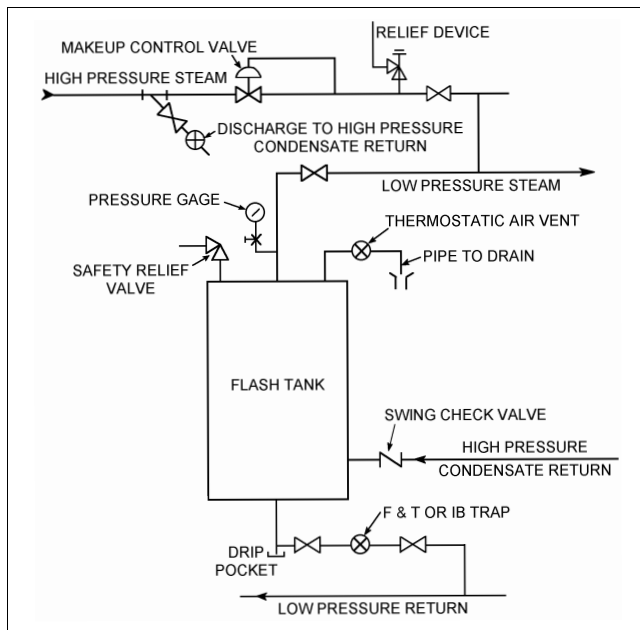 RELIEF DEVICE
MAKEUP CONTROL VALVE
HIGH PRESSURE STEAM
DISCHARGE TO HIGH PRESSURE
CONDENSATE RETURN
LOW PRESSURE STEAM
PRESSURE GAGE
THERMOSTATIC AIR VENT
PIPE TO DRAIN
SAFETY RELIEF
VALVE
FLASH TANK
SWING CHECK VALVE
HIGH PRESSURE
CONDENSATE RETURN
F & T OR IB TRAP
DRIP
POCKET
LOW PRESSURE RETURN